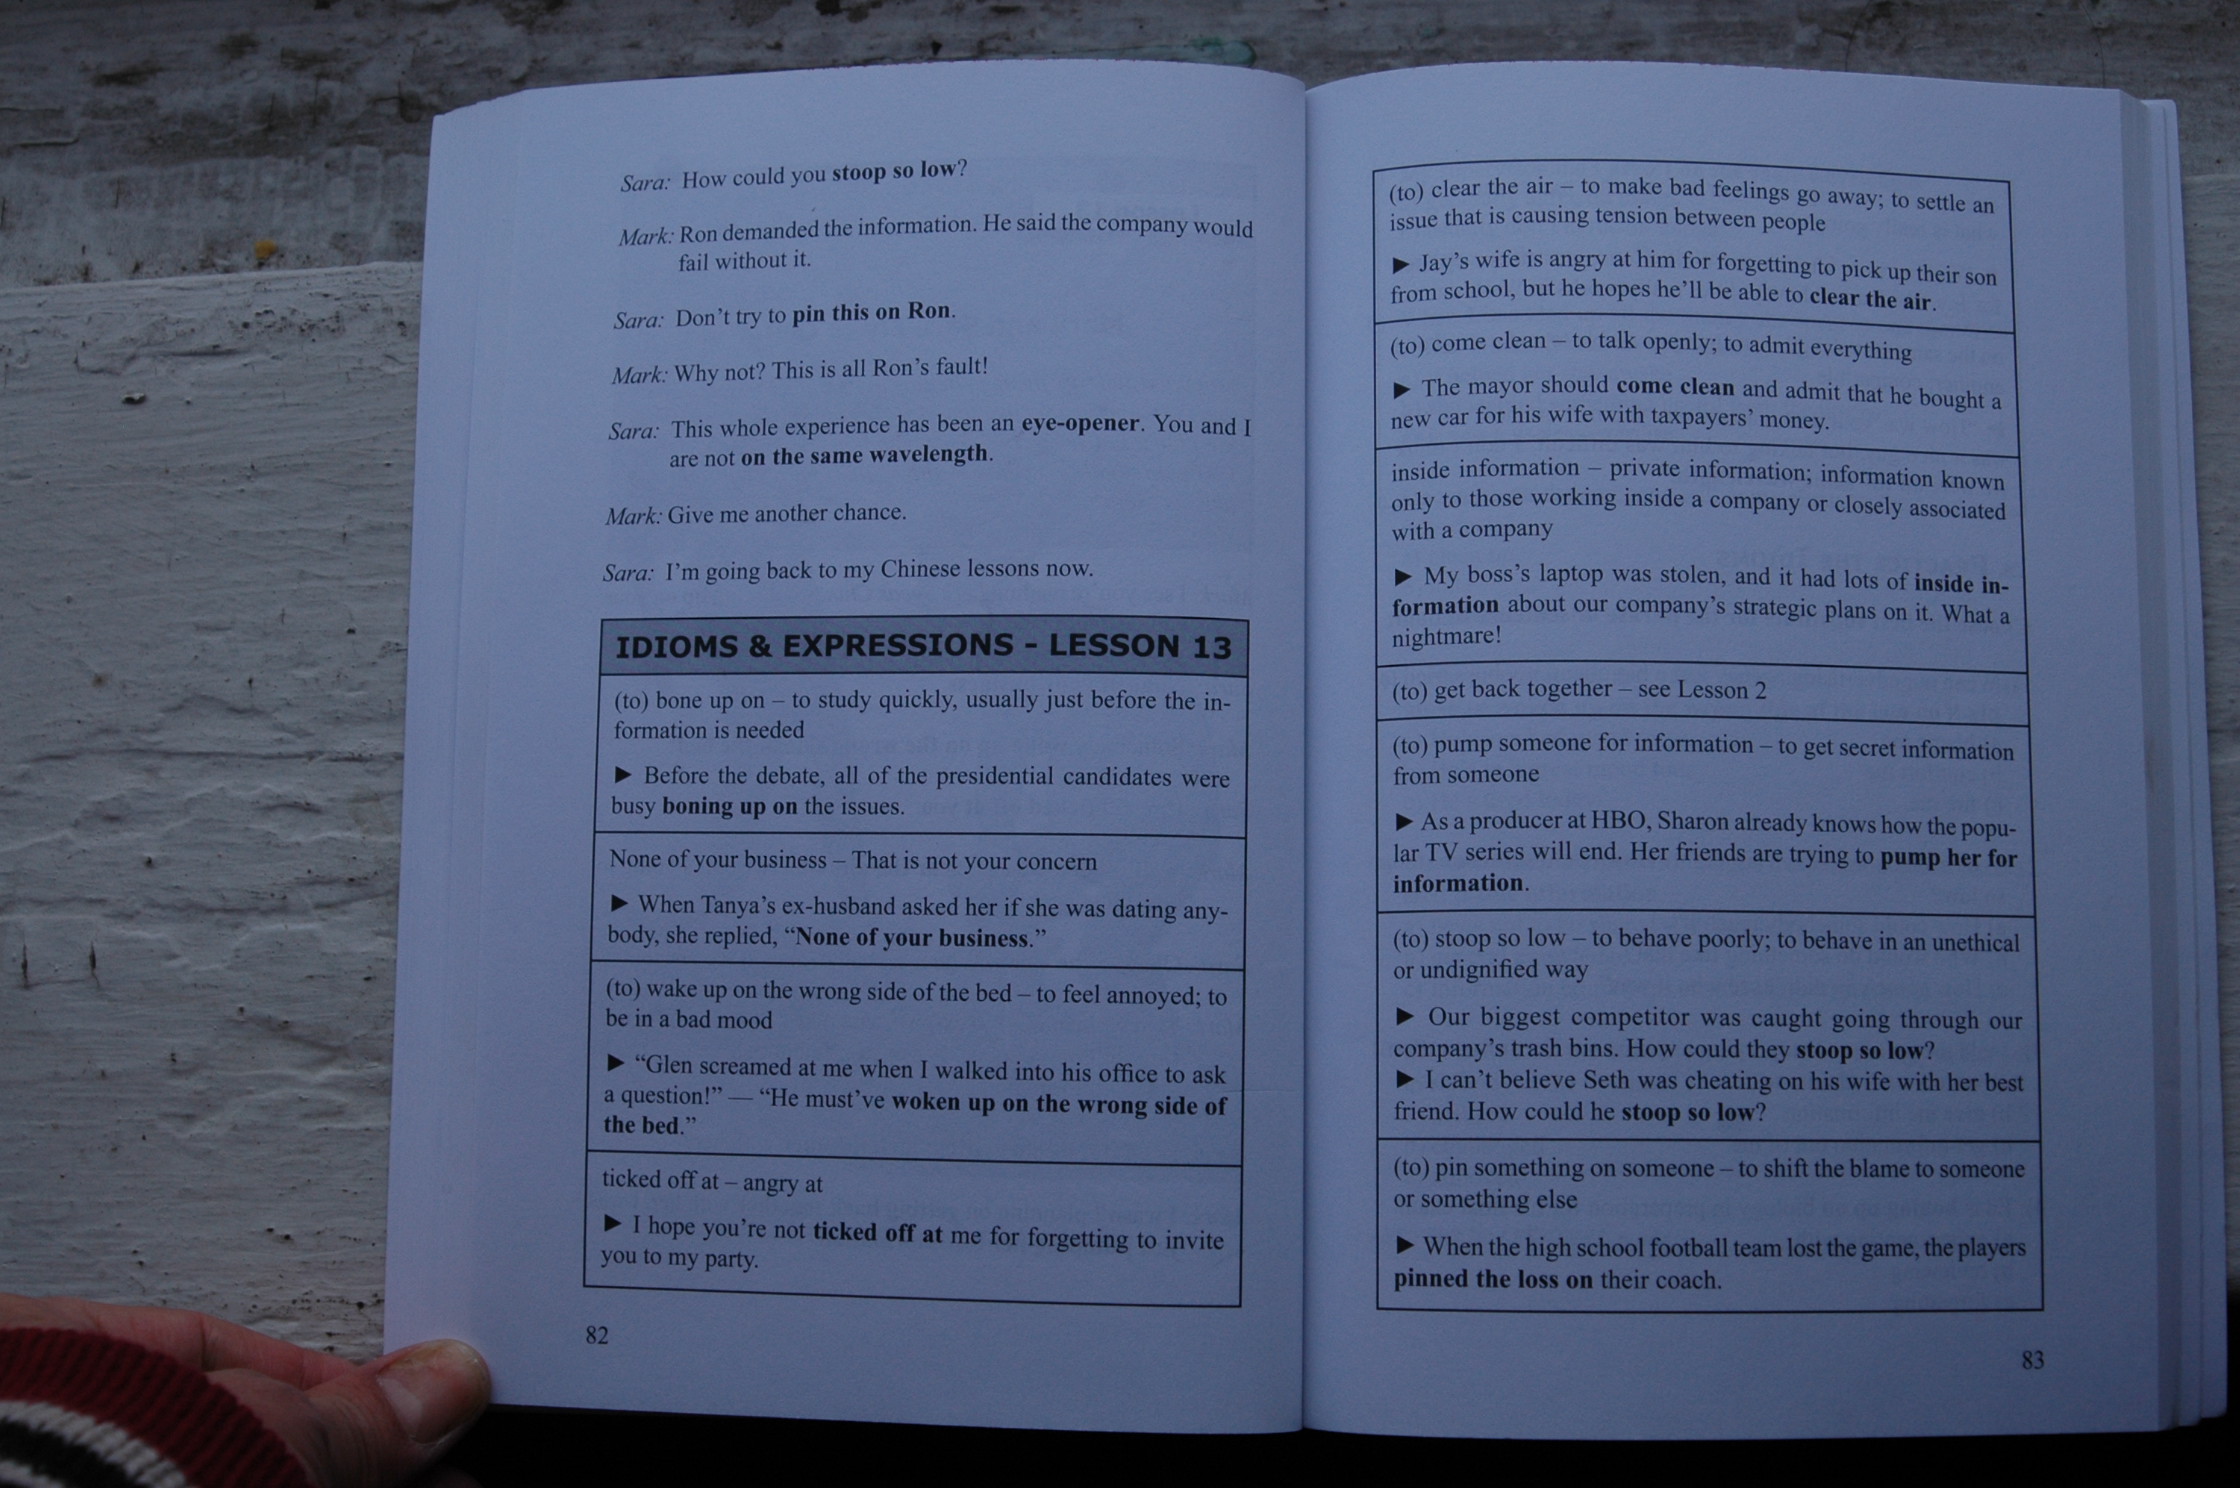 Sara: How could you stoop so low?
Mark: Ron demanded the information. He said the company would
fail without it.
Sara: Don't try to pin this on Ron.
Mark: Why not? This is all Ron's fault!
Sara: This whole experience has been an eye-opener. You and I
are not on the same wavelength.
Mark: Give me another chance.
Sara: I'm going back to my Chinese lessons now.
IDIOMS & EXPRESSIONS - LESSON 13
(to) bone up on – to study quickly, usually just before the in-
formation is needed
► Before the debate, all of the presidential candidates were
busy boning up on the issues.
None of your business – That is not your concern
► When Tanya's ex-husband asked her if she was dating any-
body, she replied, “None of your business.”
(to) wake up on the wrong side of the bed – to feel annoyed; to
be in a bad mood
► “Glen screamed at me when I walked into his office to ask
a question!” — “He must've woken up on the wrong side of
the bed.”
ticked off at – angry at
► I hope you're not ticked off at me for forgetting to invite
you to my party.
82
(to) clear the air – to make bad feelings go away; to settle an
issue that is causing tension between people
► Jay's wife is angry at him for forgetting to pick up their son
from school, but he hopes he'll be able to clear the air.
(to) come clean – to talk openly; to admit everything
► The mayor should come clean and admit that he bought a
new car for his wife with taxpayers' money.
inside information – private information; information known
only to those working inside a company or closely associated
with a company
► My boss's laptop was stolen, and it had lots of inside in-
formation about our company's strategic plans on it. What a
nightmare!
(to) get back together – see Lesson 2
(to) pump someone for information – to get secret information
from someone
► As a producer at HBO, Sharon already knows how the popu-
lar TV series will end. Her friends are trying to pump her for
information.
(to) stoop so low – to behave poorly; to behave in an unethical
or undignified way
► Our biggest competitor was caught going through our
company's trash bins. How could they stoop so low?
► I can't believe Seth was cheating on his wife with her best
friend. How could he stoop so low?
(to) pin something on someone – to shift the blame to someone
or something else
► When the high school football team lost the game, the players
pinned the loss on their coach.
83